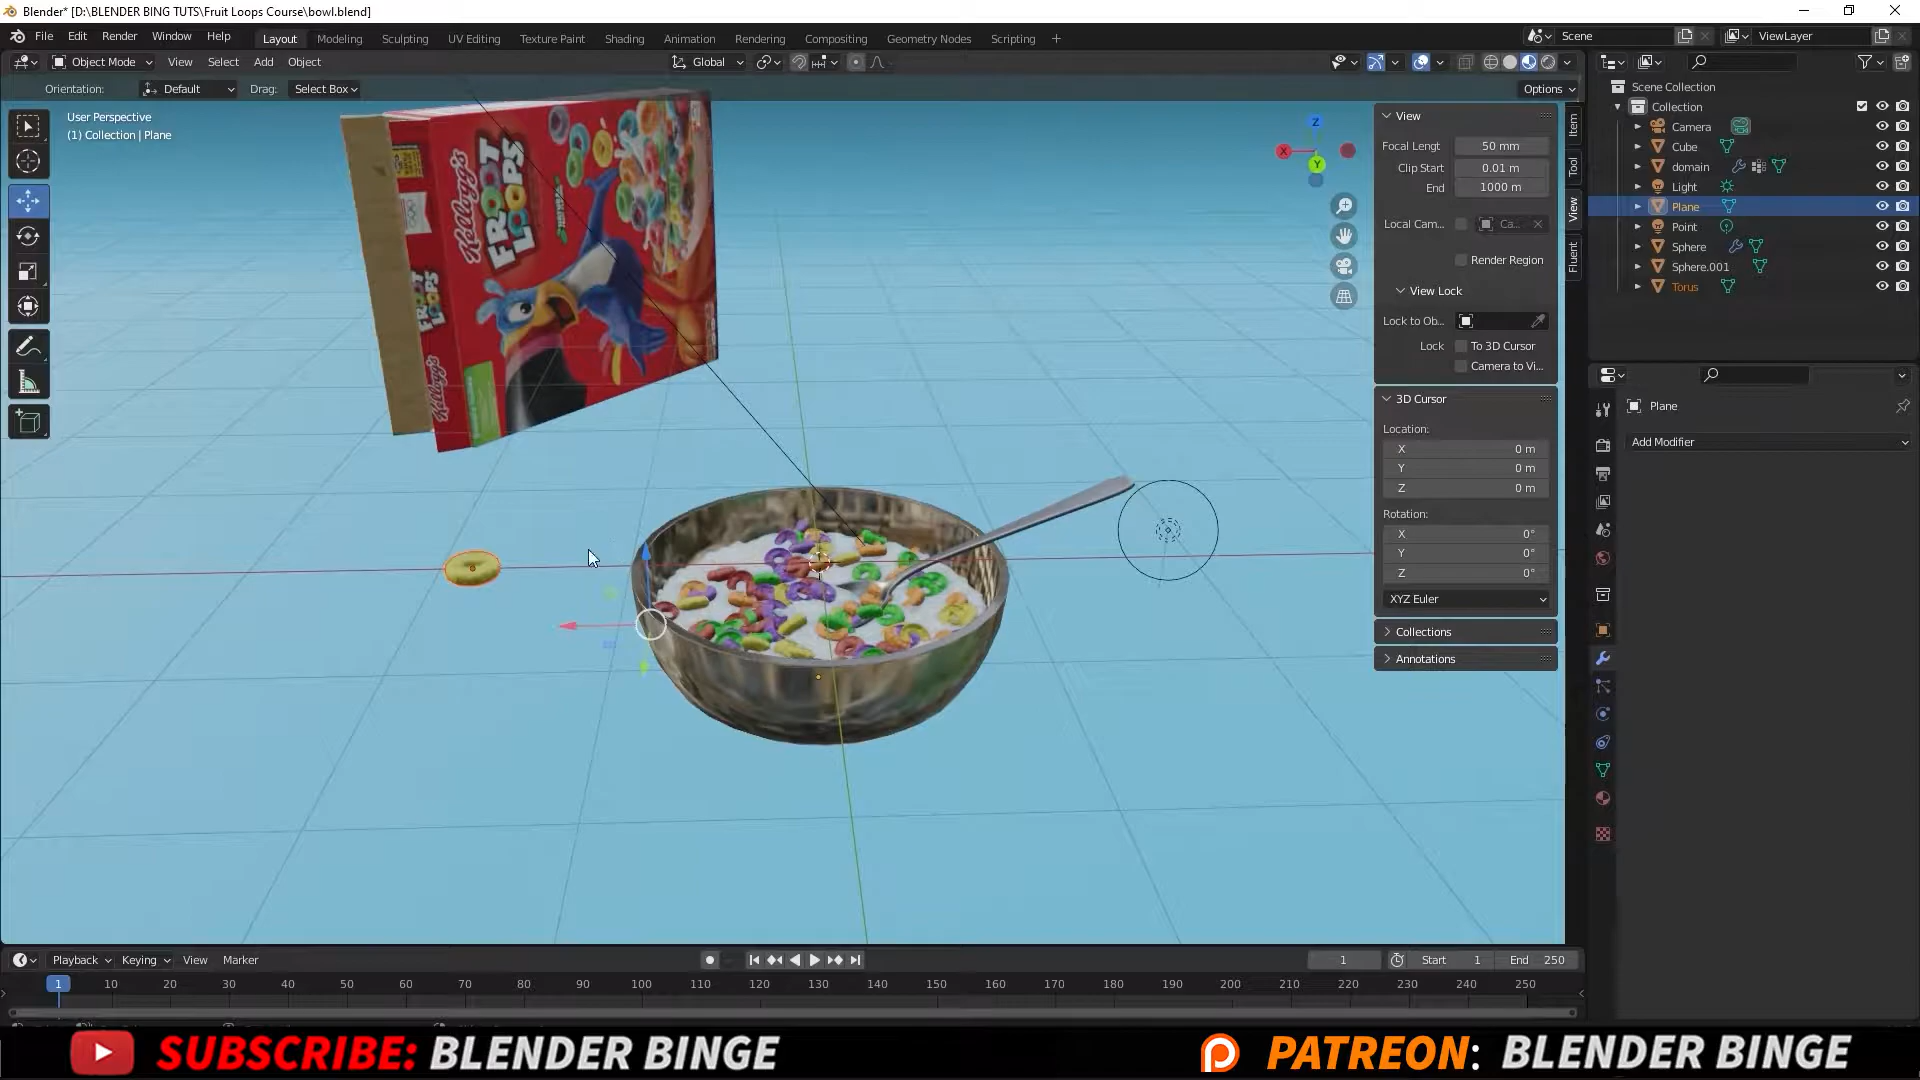 Blender* [D:\BLENDER BING TUTS\Fruit Loops Course\bowl.blend]
File Edit Render Window Help
Layout Modeling Sculpting UV Editing Texture Paint Shading Animation Rendering Compositing Geometry Nodes Scripting +
Scene
ViewLayer
Object Mode View Select Add Object
Global
Orientation: Default Drag: Select Box
Options
User Perspective
(1) Collection | Plane
Kellogg's
FROOT LOOPS
FROOT LOOPS
Kellogg's
Z
X
Y
View
Focal Lengt 50 mm
Clip Start 0.01 m
End 1000 m
Local Cam... Ca...
Render Region
View Lock
Lock to Ob...
Lock To 3D Cursor
Camera to Vi...
3D Cursor
Location:
X 0 m
Y 0 m
Z 0 m
Rotation:
X 0°
Y 0°
Z 0°
XYZ Euler
Collections
Annotations
Item
Tool
View
Fluent
Scene Collection
Collection
Camera
Cube
domain
Light
Plane
Point
Sphere
Sphere.001
Torus
Plane
Add Modifier
Playback Keying View Marker
1 Start 1 End 250
1 10 20 30 40 50 60 70 80 90 100 110 120 130 140 150 160 170 180 190 200 210 220 230 240 250
SUBSCRIBE: BLENDER BINGE
PATREON: BLENDER BINGE